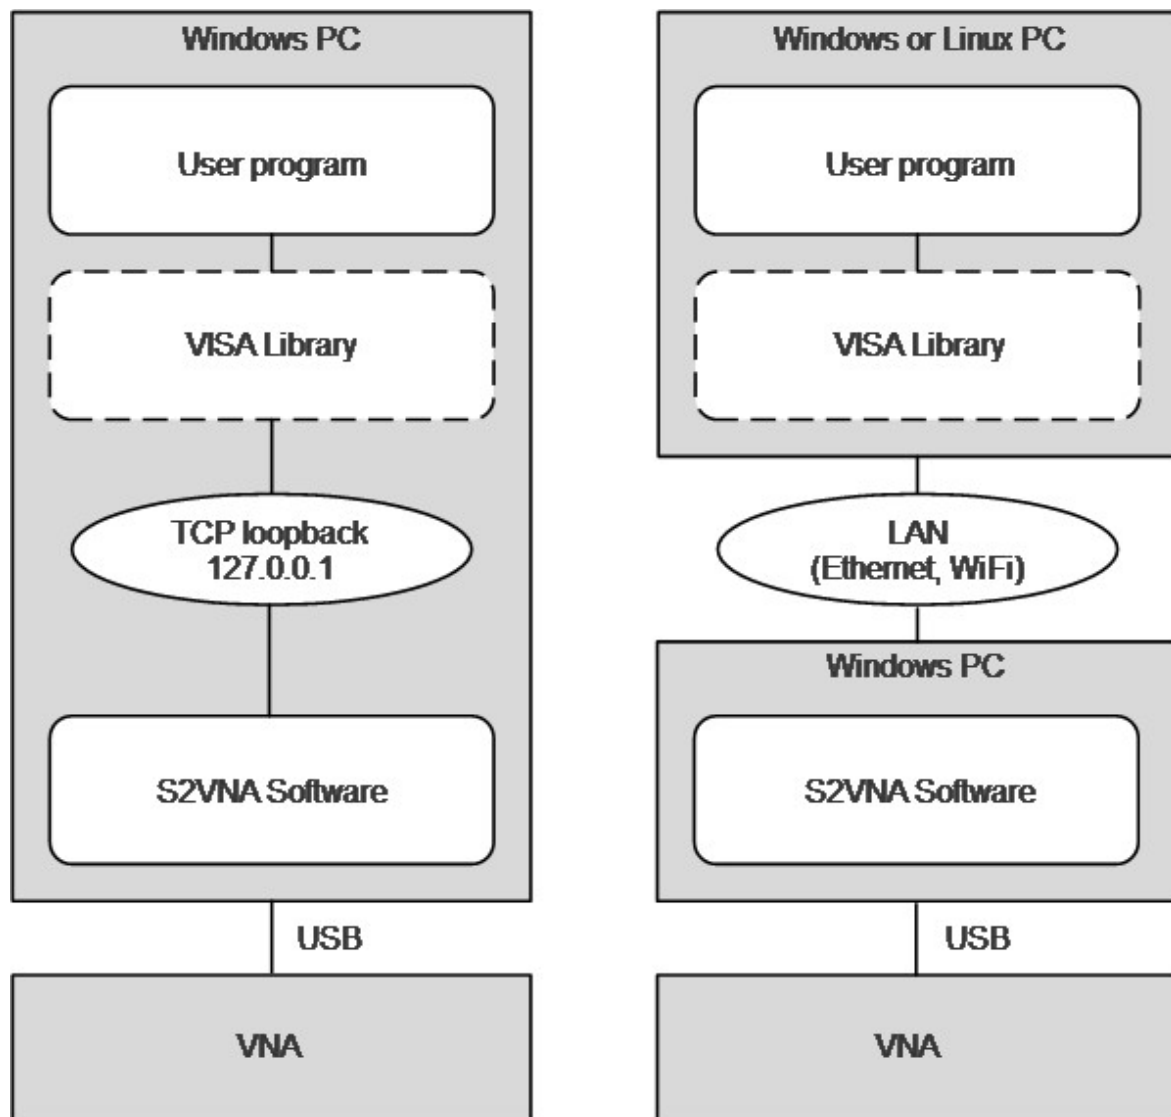 Windows PC
User program
VISA Library
TCP loopback
127.0.0.1
S2VNA Software
USB
VNA
Windows or Linux PC
User program
VISA Library
LAN
(Ethernet, WiFi)
Windows PC
S2VNA Software
USB
VNA